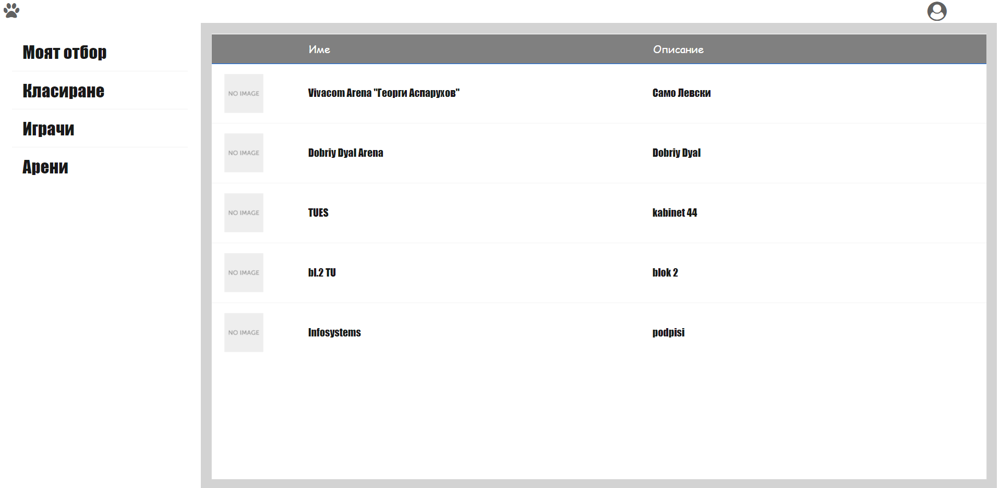 Моят отбор
Класиране
Играчи
Арени
Име Описание
NO IMAGE Vivacom Arena "Георги Аспарухов" Само Левски
NO IMAGE Dobriy Dyal Arena Dobriy Dyal
NO IMAGE TUES kabinet 44
NO IMAGE bl.2 TU blok 2
NO IMAGE Infosystems podpisi